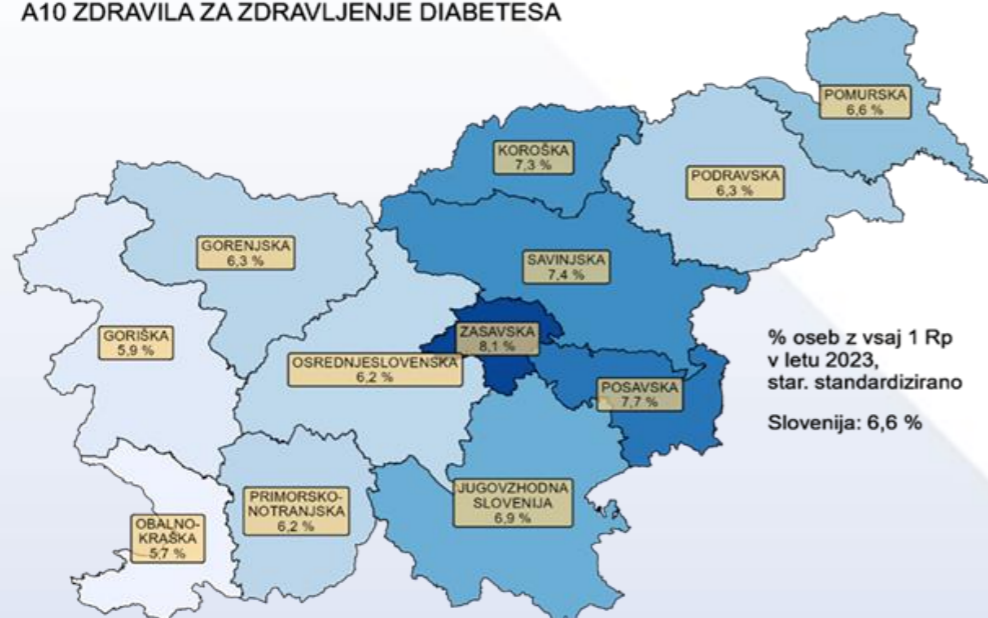 A10 ZDRAVILA ZA ZDRAVLJENJE DIABETESA
POMURSKA
6,6 %
KOROŠKA
7,3 %
PODRAVSKA
6,3 %
GORENJSKA
6,3 %
SAVINJSKA
7,4 %
GORIŠKA
5,9 %
ZASAVSKA
8,1 %
OSREDNJESLOVENSKA
6,2 %
POSAVSKA
7,7 %
% oseb z vsaj 1 Rp
v letu 2023,
star. standardizirano
Slovenija: 6,6 %
PRIMORSKO-
NOTRANJSKA
6,2 %
JUGOVZHODNA
SLOVENIJA
6,9 %
OBALNO-
KRAŠKA
5,7 %